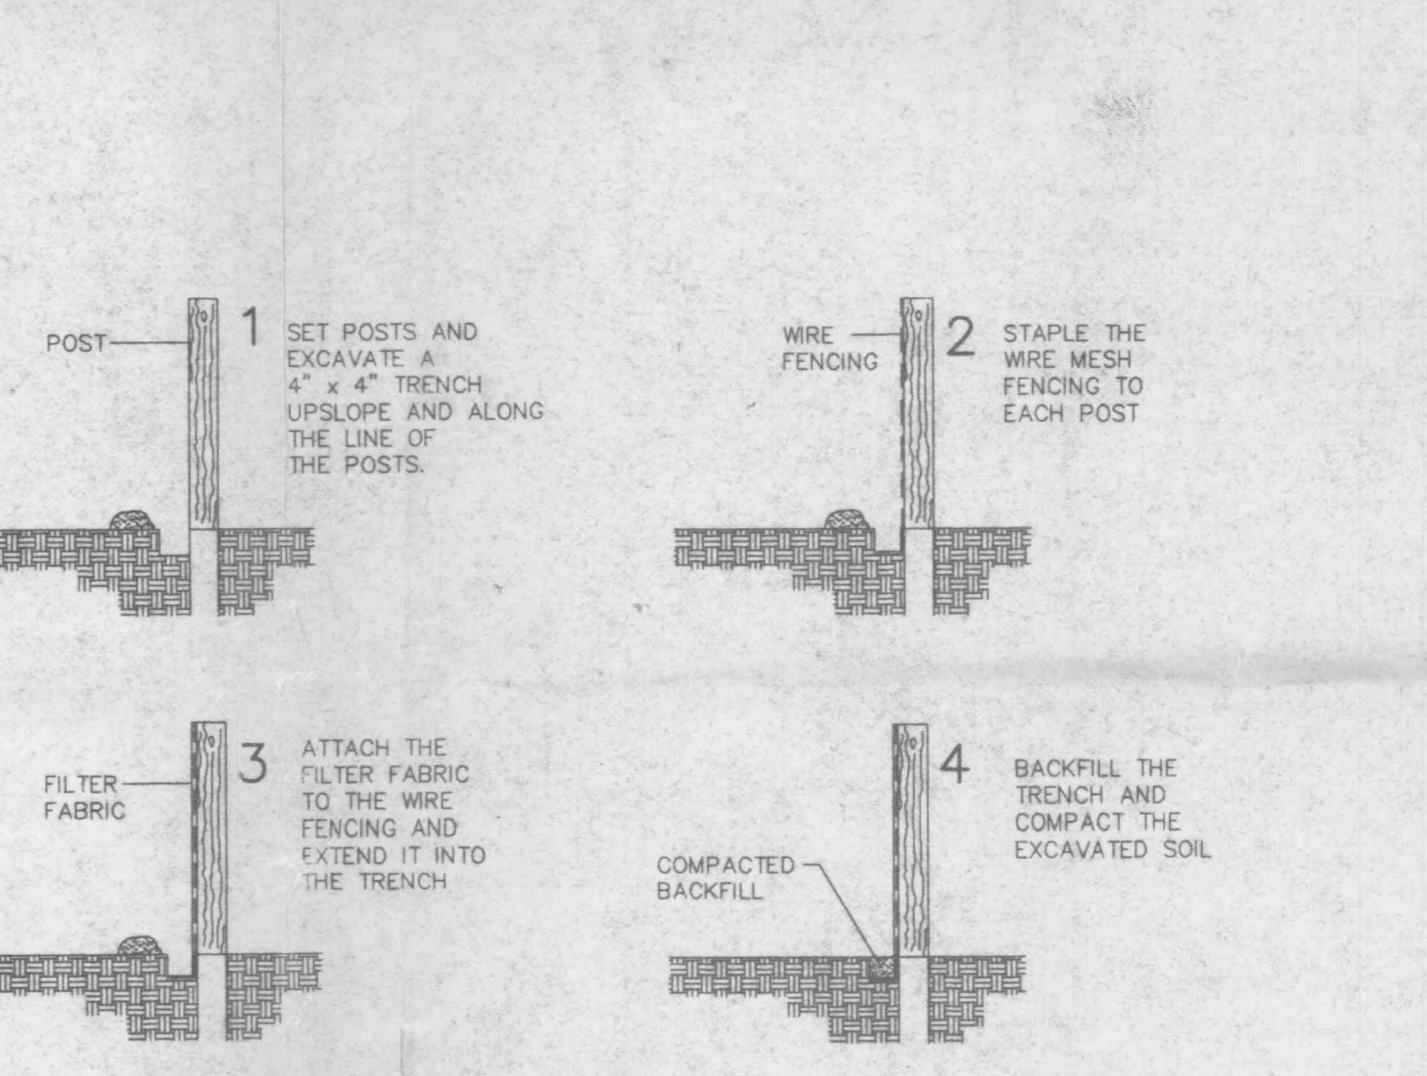 POST
1
SET POSTS AND
EXCAVATE A
4" x 4" TRENCH
UPSLOPE AND ALONG
THE LINE OF
THE POSTS.
WIRE
FENCING
2
STAPLE THE
WIRE MESH
FENCING TO
EACH POST
FILTER
FABRIC
3
ATTACH THE
FILTER FABRIC
TO THE WIRE
FENCING AND
EXTEND IT INTO
THE TRENCH
COMPACTED
BACKFILL
4
BACKFILL THE
TRENCH AND
COMPACT THE
EXCAVATED SOIL